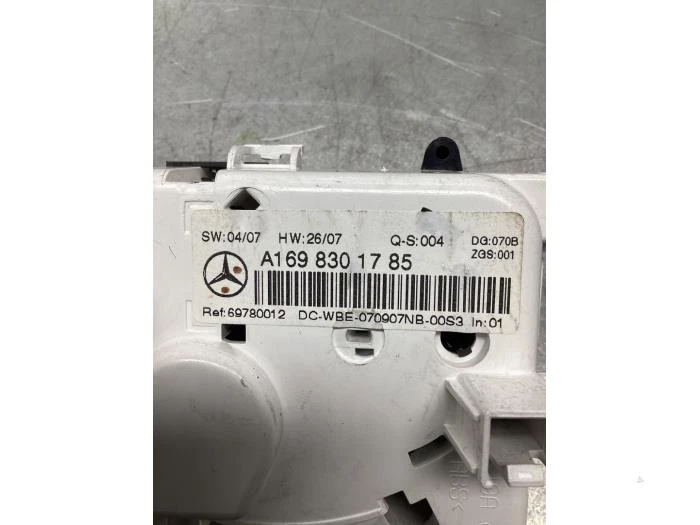 SW:04/07 HW:26/07 Q-S:004 DG:070B
ZGS:001
A169 830 17 85
Ref:69780012 DC-WBE-070907NB-00S3 In:01